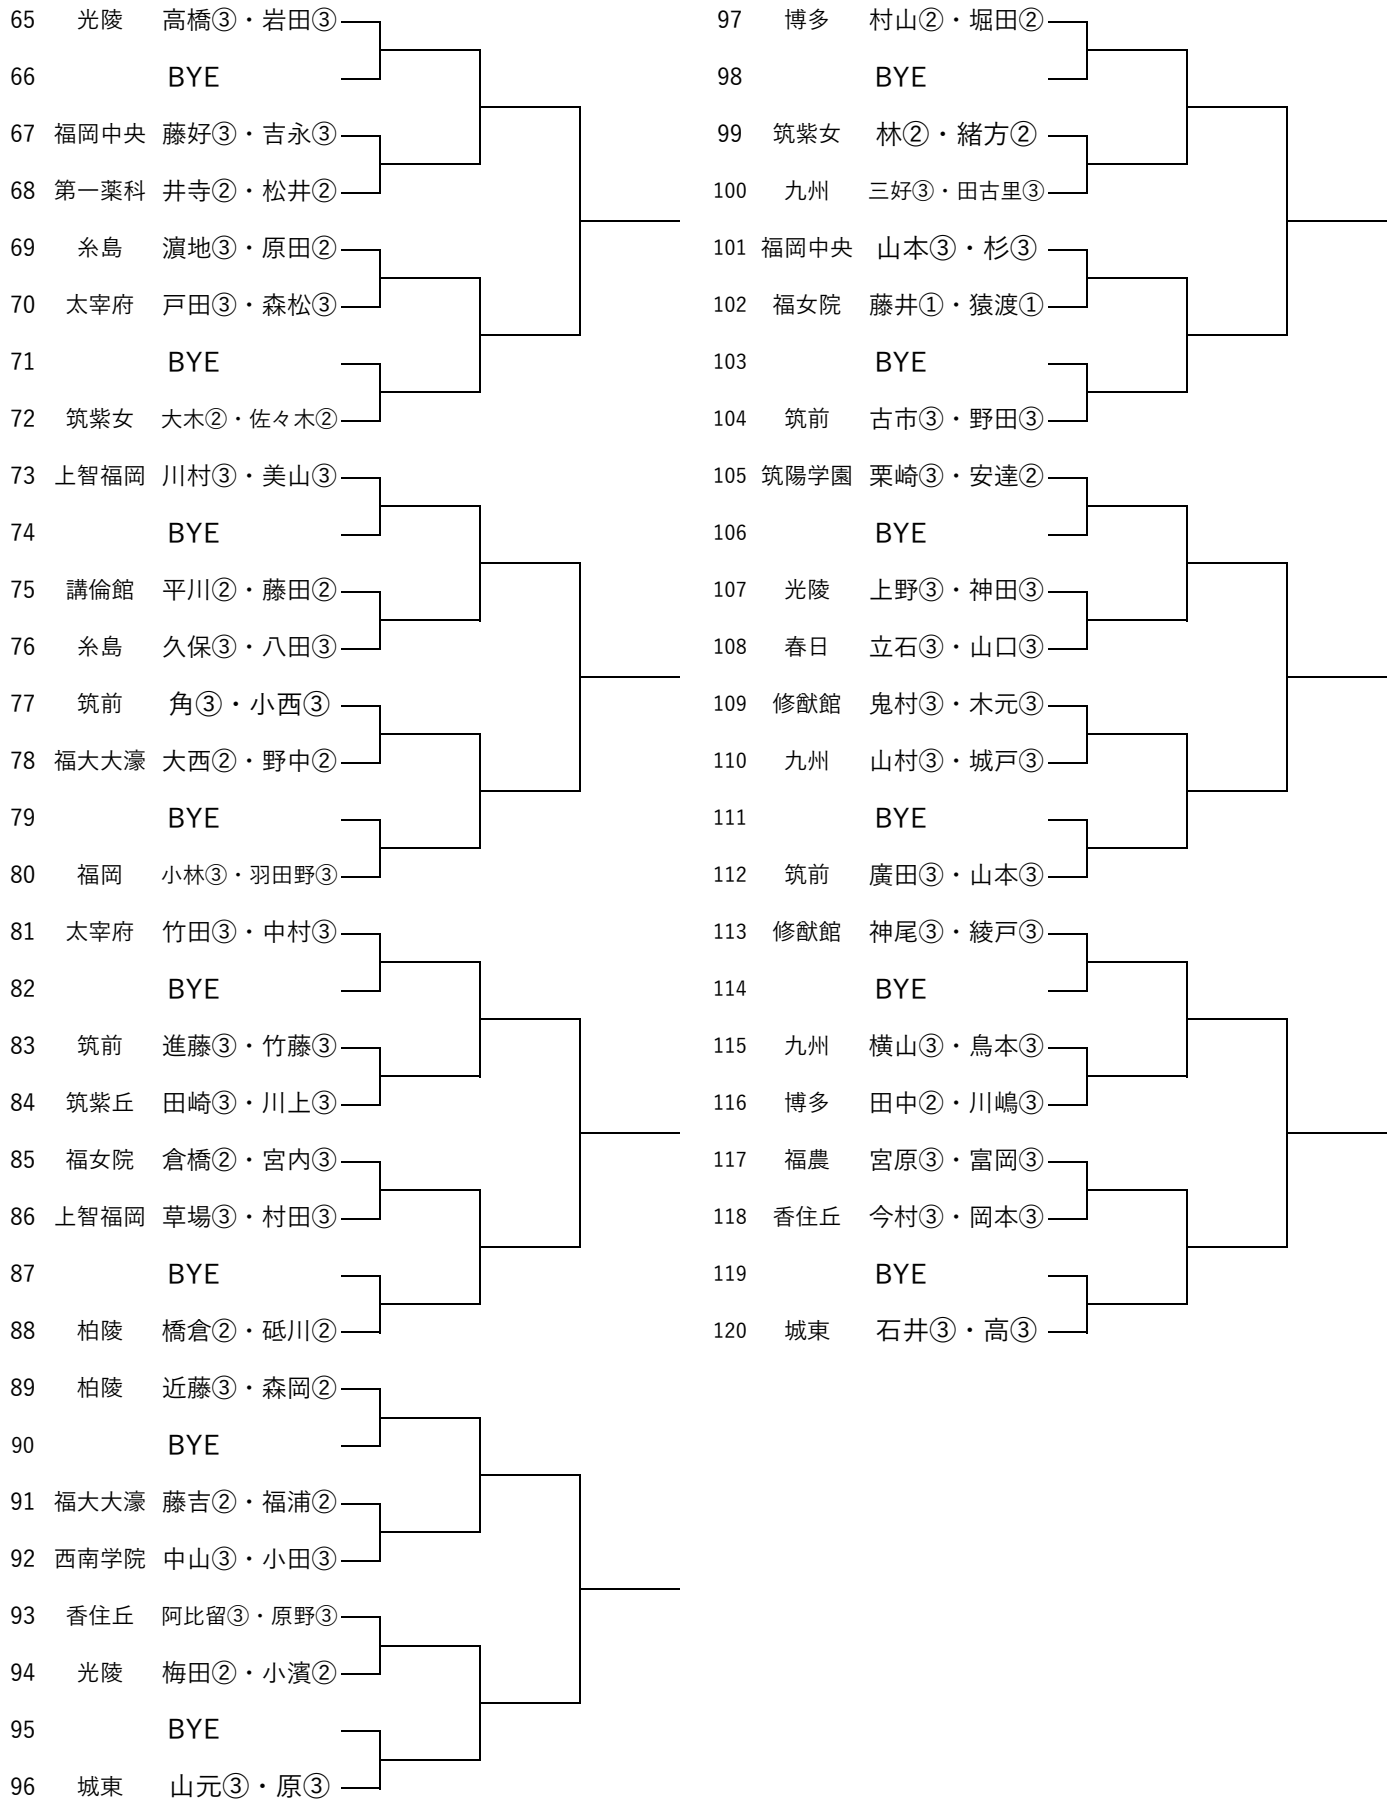 65 光陵 高橋③・岩田③
66 BYE
67 福岡中央 藤好③・吉永③
68 第一薬科 井寺②・松井②
69 糸島 濵地③・原田②
70 太宰府 戸田③・森松③
71 BYE
72 筑紫女 大木②・佐々木②
73 上智福岡 川村③・美山③
74 BYE
75 講倫館 平川②・藤田②
76 糸島 久保③・八田③
77 筑前 角③・小西③
78 福大大濠 大西②・野中②
79 BYE
80 福岡 小林③・羽田野③
81 太宰府 竹田③・中村③
82 BYE
83 筑前 進藤③・竹藤③
84 筑紫丘 田崎③・川上③
85 福女院 倉橋②・宮内③
86 上智福岡 草場③・村田③
87 BYE
88 柏陵 橋倉②・砥川②
89 柏陵 近藤③・森岡②
90 BYE
91 福大大濠 藤吉②・福浦②
92 西南学院 中山③・小田③
93 香住丘 阿比留③・原野③
94 光陵 梅田②・小濱②
95 BYE
96 城東 山元③・原③
97 博多 村山②・堀田②
98 BYE
99 筑紫女 林②・緒方②
100 九州 三好③・田古里③
101 福岡中央 山本③・杉③
102 福女院 藤井①・猿渡①
103 BYE
104 筑前 古市③・野田③
105 筑陽学園 栗崎③・安達②
106 BYE
107 光陵 上野③・神田③
108 春日 立石③・山口③
109 修猷館 鬼村③・木元③
110 九州 山村③・城戸③
111 BYE
112 筑前 廣田③・山本③
113 修猷館 神尾③・綾戸③
114 BYE
115 九州 横山③・鳥本③
116 博多 田中②・川嶋③
117 福農 宮原③・富岡③
118 香住丘 今村③・岡本③
119 BYE
120 城東 石井③・高③